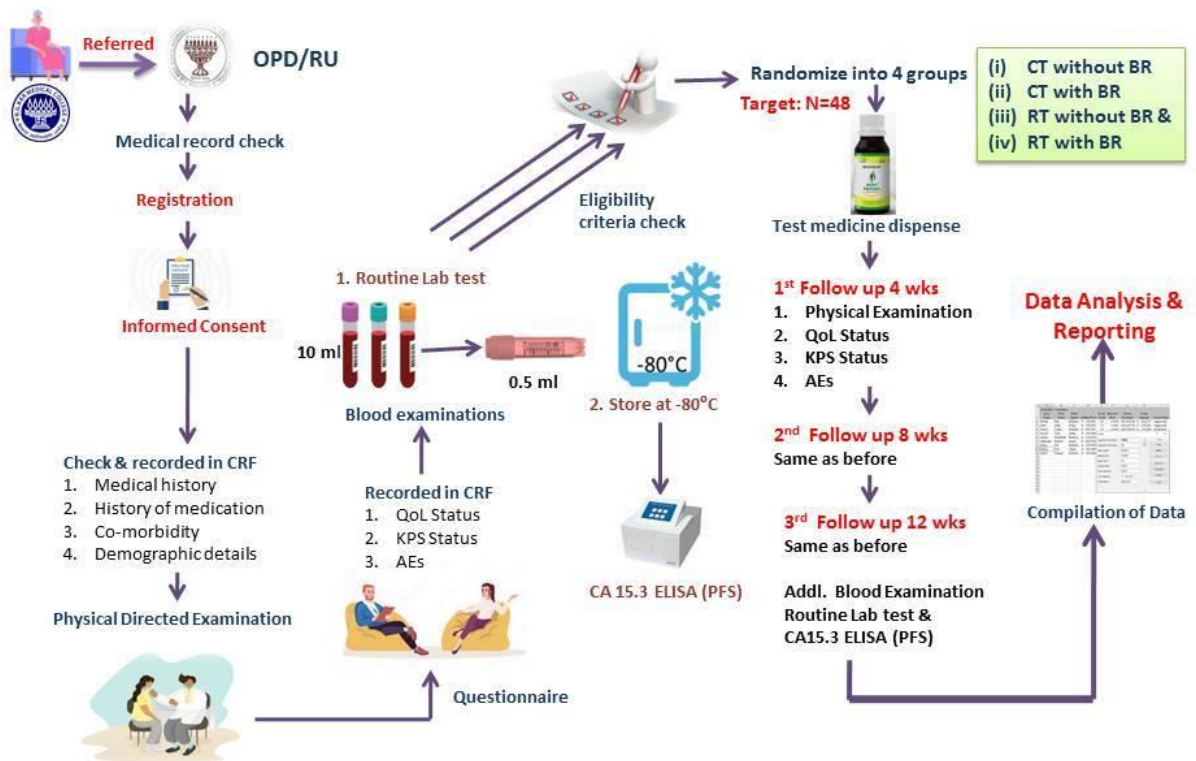 Referred
OPD/RU
Medical record check
Registration
Informed Consent
Check & recorded in CRF
1. Medical history
2. History of medication
3. Co-morbidity
4. Demographic details
Physical Directed Examination
Questionnaire
Recorded in CRF
1. QoL Status
2. KPS Status
3. AEs
Blood examinations
1. Routine Lab test
10 ml
0.5 ml
-80°C
2. Store at -80°C
CA 15.3 ELISA (PFS)
Eligibility
criteria check
Randomize into 4 groups
Target: N=48
(i) CT without BR
(ii) CT with BR
(iii) RT without BR &
(iv) RT with BR
Test medicine dispense
1st Follow up 4 wks
1. Physical Examination
2. QoL Status
3. KPS Status
4. AEs
2nd Follow up 8 wks
Same as before
3rd Follow up 12 wks
Same as before
Addl. Blood Examination
Routine Lab test &
CA15.3 ELISA (PFS)
Compilation of Data
Data Analysis &
Reporting